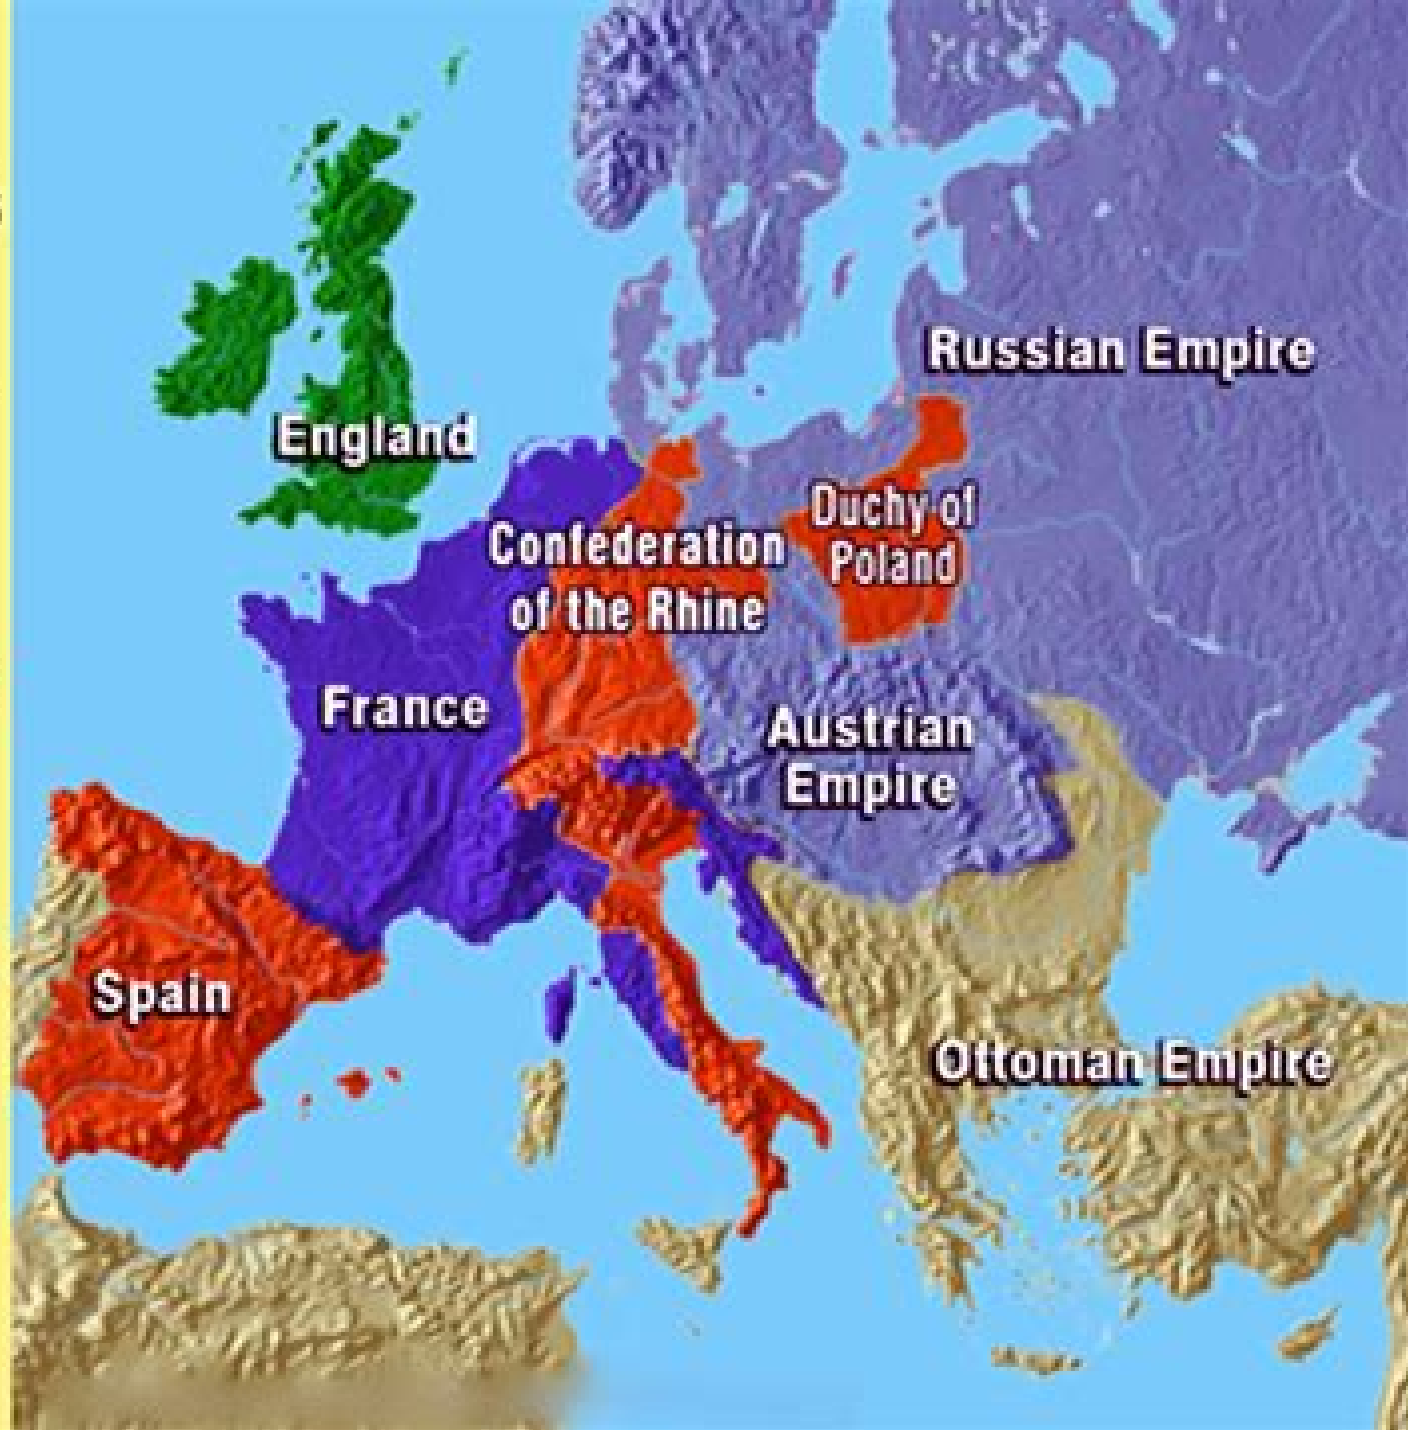 Russian Empire
England
Duchy of
Poland
Confederation
of the Rhine
France
Austrian
Empire
Spain
Ottoman Empire